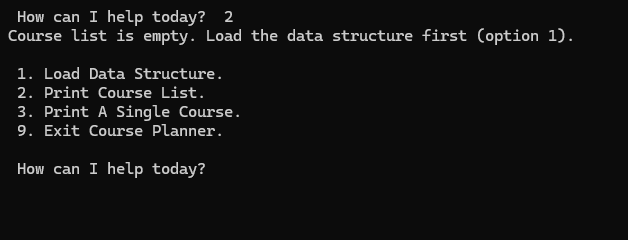 How can I help today?  2
Course list is empty. Load the data structure first (option 1).
1. Load Data Structure.
2. Print Course List.
3. Print A Single Course.
9. Exit Course Planner.
How can I help today?